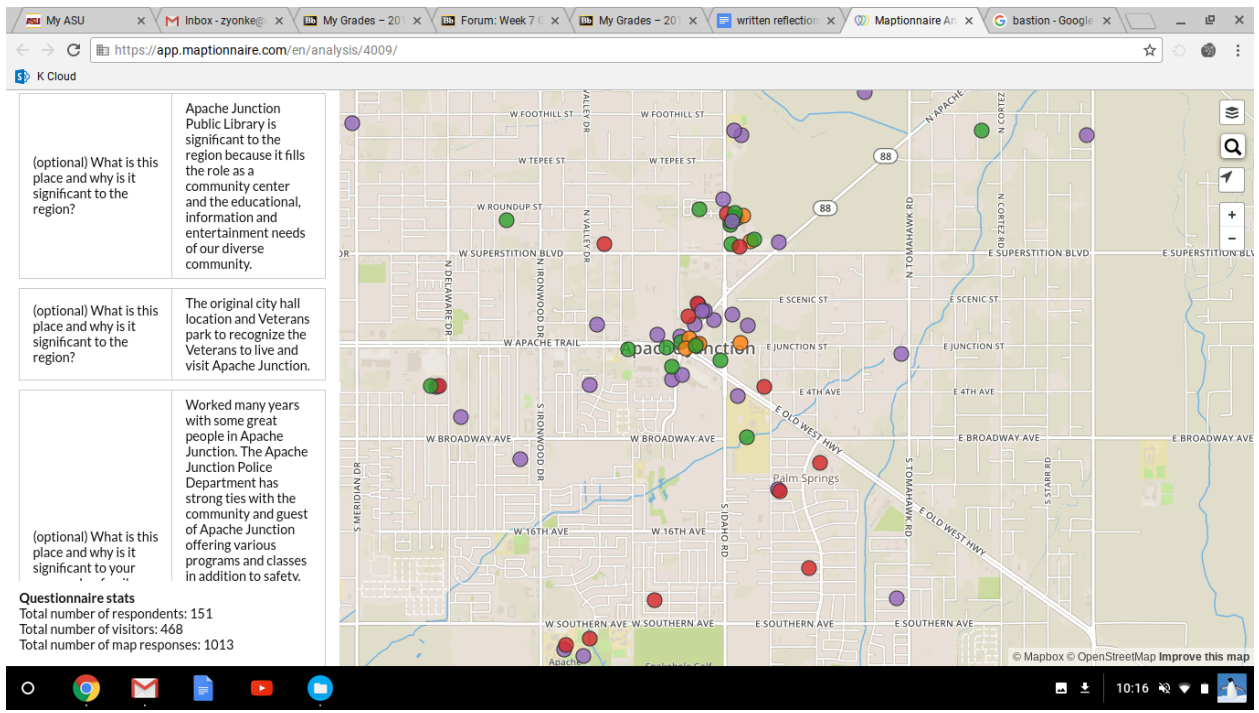 My ASU
Inbox - zyonke@
My Grades – 201
Forum: Week 7
My Grades – 201
written reflection
Maptionnaire An
bastion - Google
https://app.maptionnaire.com/en/analysis/4009/
K Cloud
(optional) What is this
place and why is it
significant to the
region?
Apache Junction
Public Library is
significant to the
region because it fills
the role as a
community center
and the educational,
information and
entertainment needs
of our diverse
community.
(optional) What is this
place and why is it
significant to the
region?
The original city hall
location and Veterans
park to recognize the
Veterans to live and
visit Apache Junction.
(optional) What is this
place and why is it
significant to your
Worked many years
with some great
people in Apache
Junction. The Apache
Junction Police
Department has
strong ties with the
community and guest
of Apache Junction
offering various
programs and classes
in addition to safety.
Questionnaire stats
Total number of respondents: 151
Total number of visitors: 468
Total number of map responses: 1013
W FOOTHILL ST
VALLEY DR
W FOOTHILL ST
N APACHE
N CORTEZ
88
W TEPEE ST
W TEPEE ST
W ROUNDUP ST
N VALLEY DR
88
N TOMAHAWK RD
N CORTEZ RD
DR
W SUPERSTITION BLVD
E SUPERSTITION BLVD
E SUPERSTITION BLV
N DELAWARE DR
N IRONWOOD DR
E SCENIC ST
E SCENIC ST
W APACHE TRAIL
Apache Junction
E JUNCTION ST
E JUNCTION ST
E 4TH AVE
E 4TH AVE
S IRONWOOD DR
E OLD WEST HWY
W BROADWAY AVE
W BROADWAY AVE
E BROADWAY AVE
E BROADWAY AVE
S MERIDIAN DR
Palm Springs
S TOMAHAWK RD
S STARR RD
W 16TH AVE
W 16TH AVE
S IDAHO RD
E OLD WEST HWY
W SOUTHERN AVE
W SOUTHERN AVE
E SOUTHERN AVE
E SOUTHERN AVE
Apache
+
-
© Mapbox © OpenStreetMap Improve this map
10:16